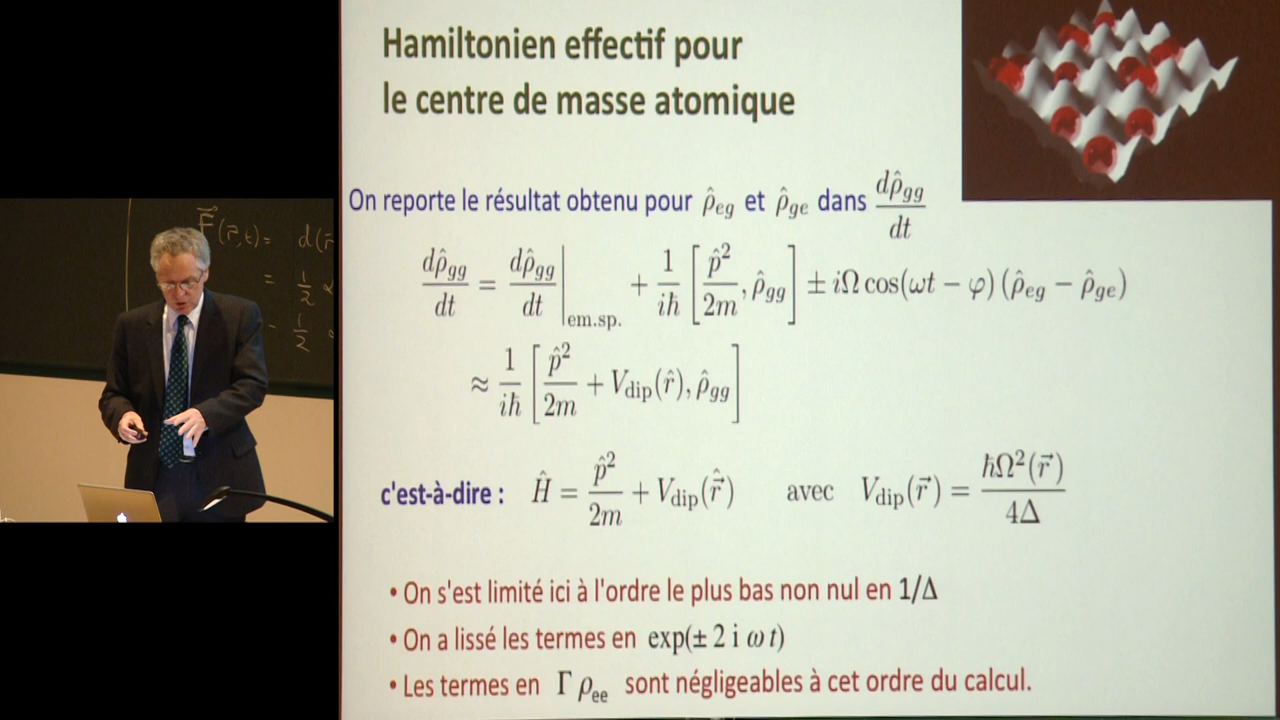 Hamiltonien effectif pour
le centre de masse atomique
On reporte le résultat obtenu pour ρ̂_eg et ρ̂_ge dans dρ̂_gg/dt
dρ̂_gg/dt = dρ̂_gg/dt |_em.sp. + 1/iħ [p̂²/2m, ρ̂_gg] ± iΩ cos(ωt − φ) (ρ̂_eg − ρ̂_ge)
≈ 1/iħ [p̂²/2m + V_dip(r̂), ρ̂_gg]
c'est-à-dire : Ĥ = p̂²/2m + V_dip(r⃗̂) avec V_dip(r⃗) = ħΩ²(r⃗)/4Δ
• On s'est limité ici à l'ordre le plus bas non nul en 1/Δ
• On a lissé les termes en exp(± 2 i ω t)
• Les termes en Γ ρ_ee sont négligeables à cet ordre du calcul.
F⃗(r⃗,t) = d(r⃗
= 1/2
- 1/2